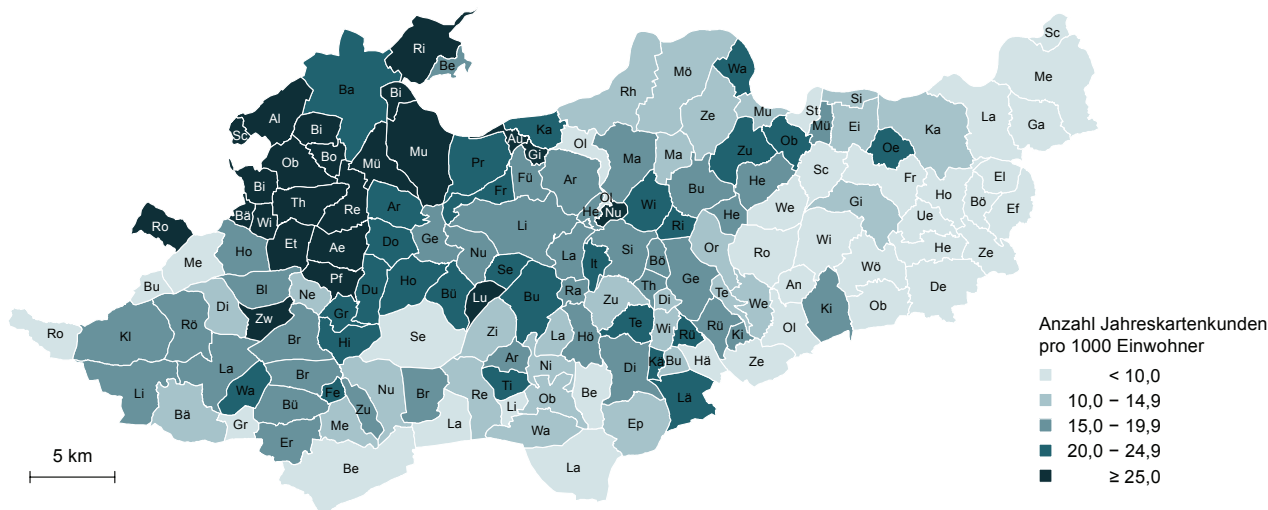 Sc
Ri
Be
Mö
Wa
Me
Ba
Bi
Rh
Si
Al
Ze
Mu
St
La
Ga
Sc
Bi
Au
Ka
Mü
Ei
Ka
Ol
Ob
Bo
Mü
Mu
Pr
Gi
Ma
Ma
Zu
Ob
Oe
Bi
Fr
Fü
Ar
Bu
He
Sc
Fr
El
Th
Re
Ar
Ol
He
Nu
Wi
We
Gi
Ho
Bö
Ef
Bä
Wi
Ro
Li
Ri
He
Ue
Me
Ho
Et
Ae
Do
Ge
Nu
La
It
Si
Bö
Or
Ro
Wi
He
Ze
Bu
Bl
Ne
Pf
Du
Ho
Bü
Se
Lu
Bu
Ra
Zu
Th
Di
Ge
Te
We
An
Wö
De
Di
Gr
Ki
Ob
Ro
Kl
Rö
Zw
Br
Hi
Se
Zi
La
Hö
Te
Wi
Rü
Rü
Ki
Ol
Anzahl Jahreskartenkunden
pro 1000 Einwohner
< 10,0
10,0 − 14,9
15,0 − 19,9
20,0 − 24,9
≥ 25,0
La
Br
Ar
Ni
Di
Ka
Bu
Hä
Ze
Li
Wa
Bü
Fe
Zu
Nu
Br
Re
Ti
Li
Ob
Be
Lä
Bä
Gr
Er
Me
La
Wa
Ep
5 km
Be
La